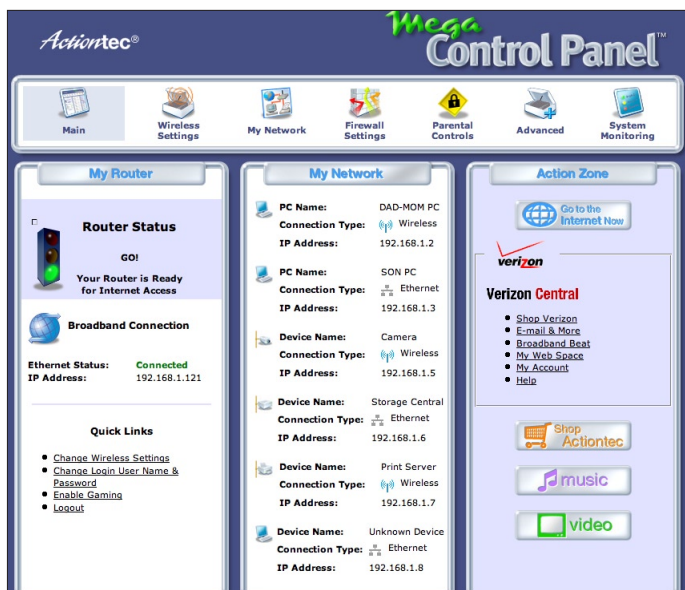 Actiontec®
Mega
Control Panel™
Main
Wireless
Settings
My Network
Firewall
Settings
Parental
Controls
Advanced
System
Monitoring
My Router
Router Status
GO!
Your Router is Ready
for Internet Access
Broadband Connection
Ethernet Status: Connected
IP Address: 192.168.1.121
Quick Links
Change Wireless Settings
Change Login User Name &
Password
Enable Gaming
Logout
My Network
PC Name: DAD-MOM PC
Connection Type: Wireless
IP Address: 192.168.1.2
PC Name: SON PC
Connection Type: Ethernet
IP Address: 192.168.1.3
Device Name: Camera
Connection Type: Wireless
IP Address: 192.168.1.5
Device Name: Storage Central
Connection Type: Ethernet
IP Address: 192.168.1.6
Device Name: Print Server
Connection Type: Wireless
IP Address: 192.168.1.7
Device Name: Unknown Device
Connection Type: Ethernet
IP Address: 192.168.1.8
Action Zone
Go to the
Internet Now
verizon
Verizon Central
Shop Verizon
E-mail & More
Broadband Beat
My Web Space
My Account
Help
Shop
Actiontec
music
video